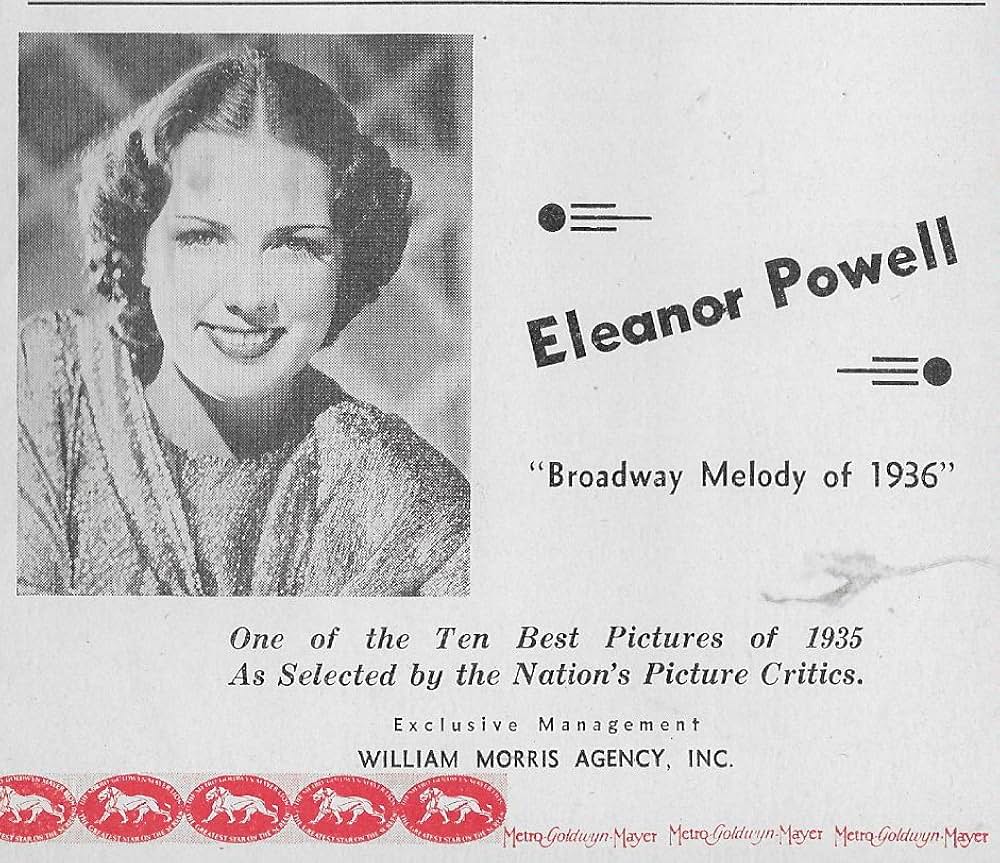 Eleanor Powell
“Broadway Melody of 1936”
One of the Ten Best Pictures of 1935
As Selected by the Nation's Picture Critics.
Exclusive Management
WILLIAM MORRIS AGENCY, INC.
Metro-Goldwyn-Mayer Metro-Goldwyn-Mayer Metro-Goldwyn-Mayer